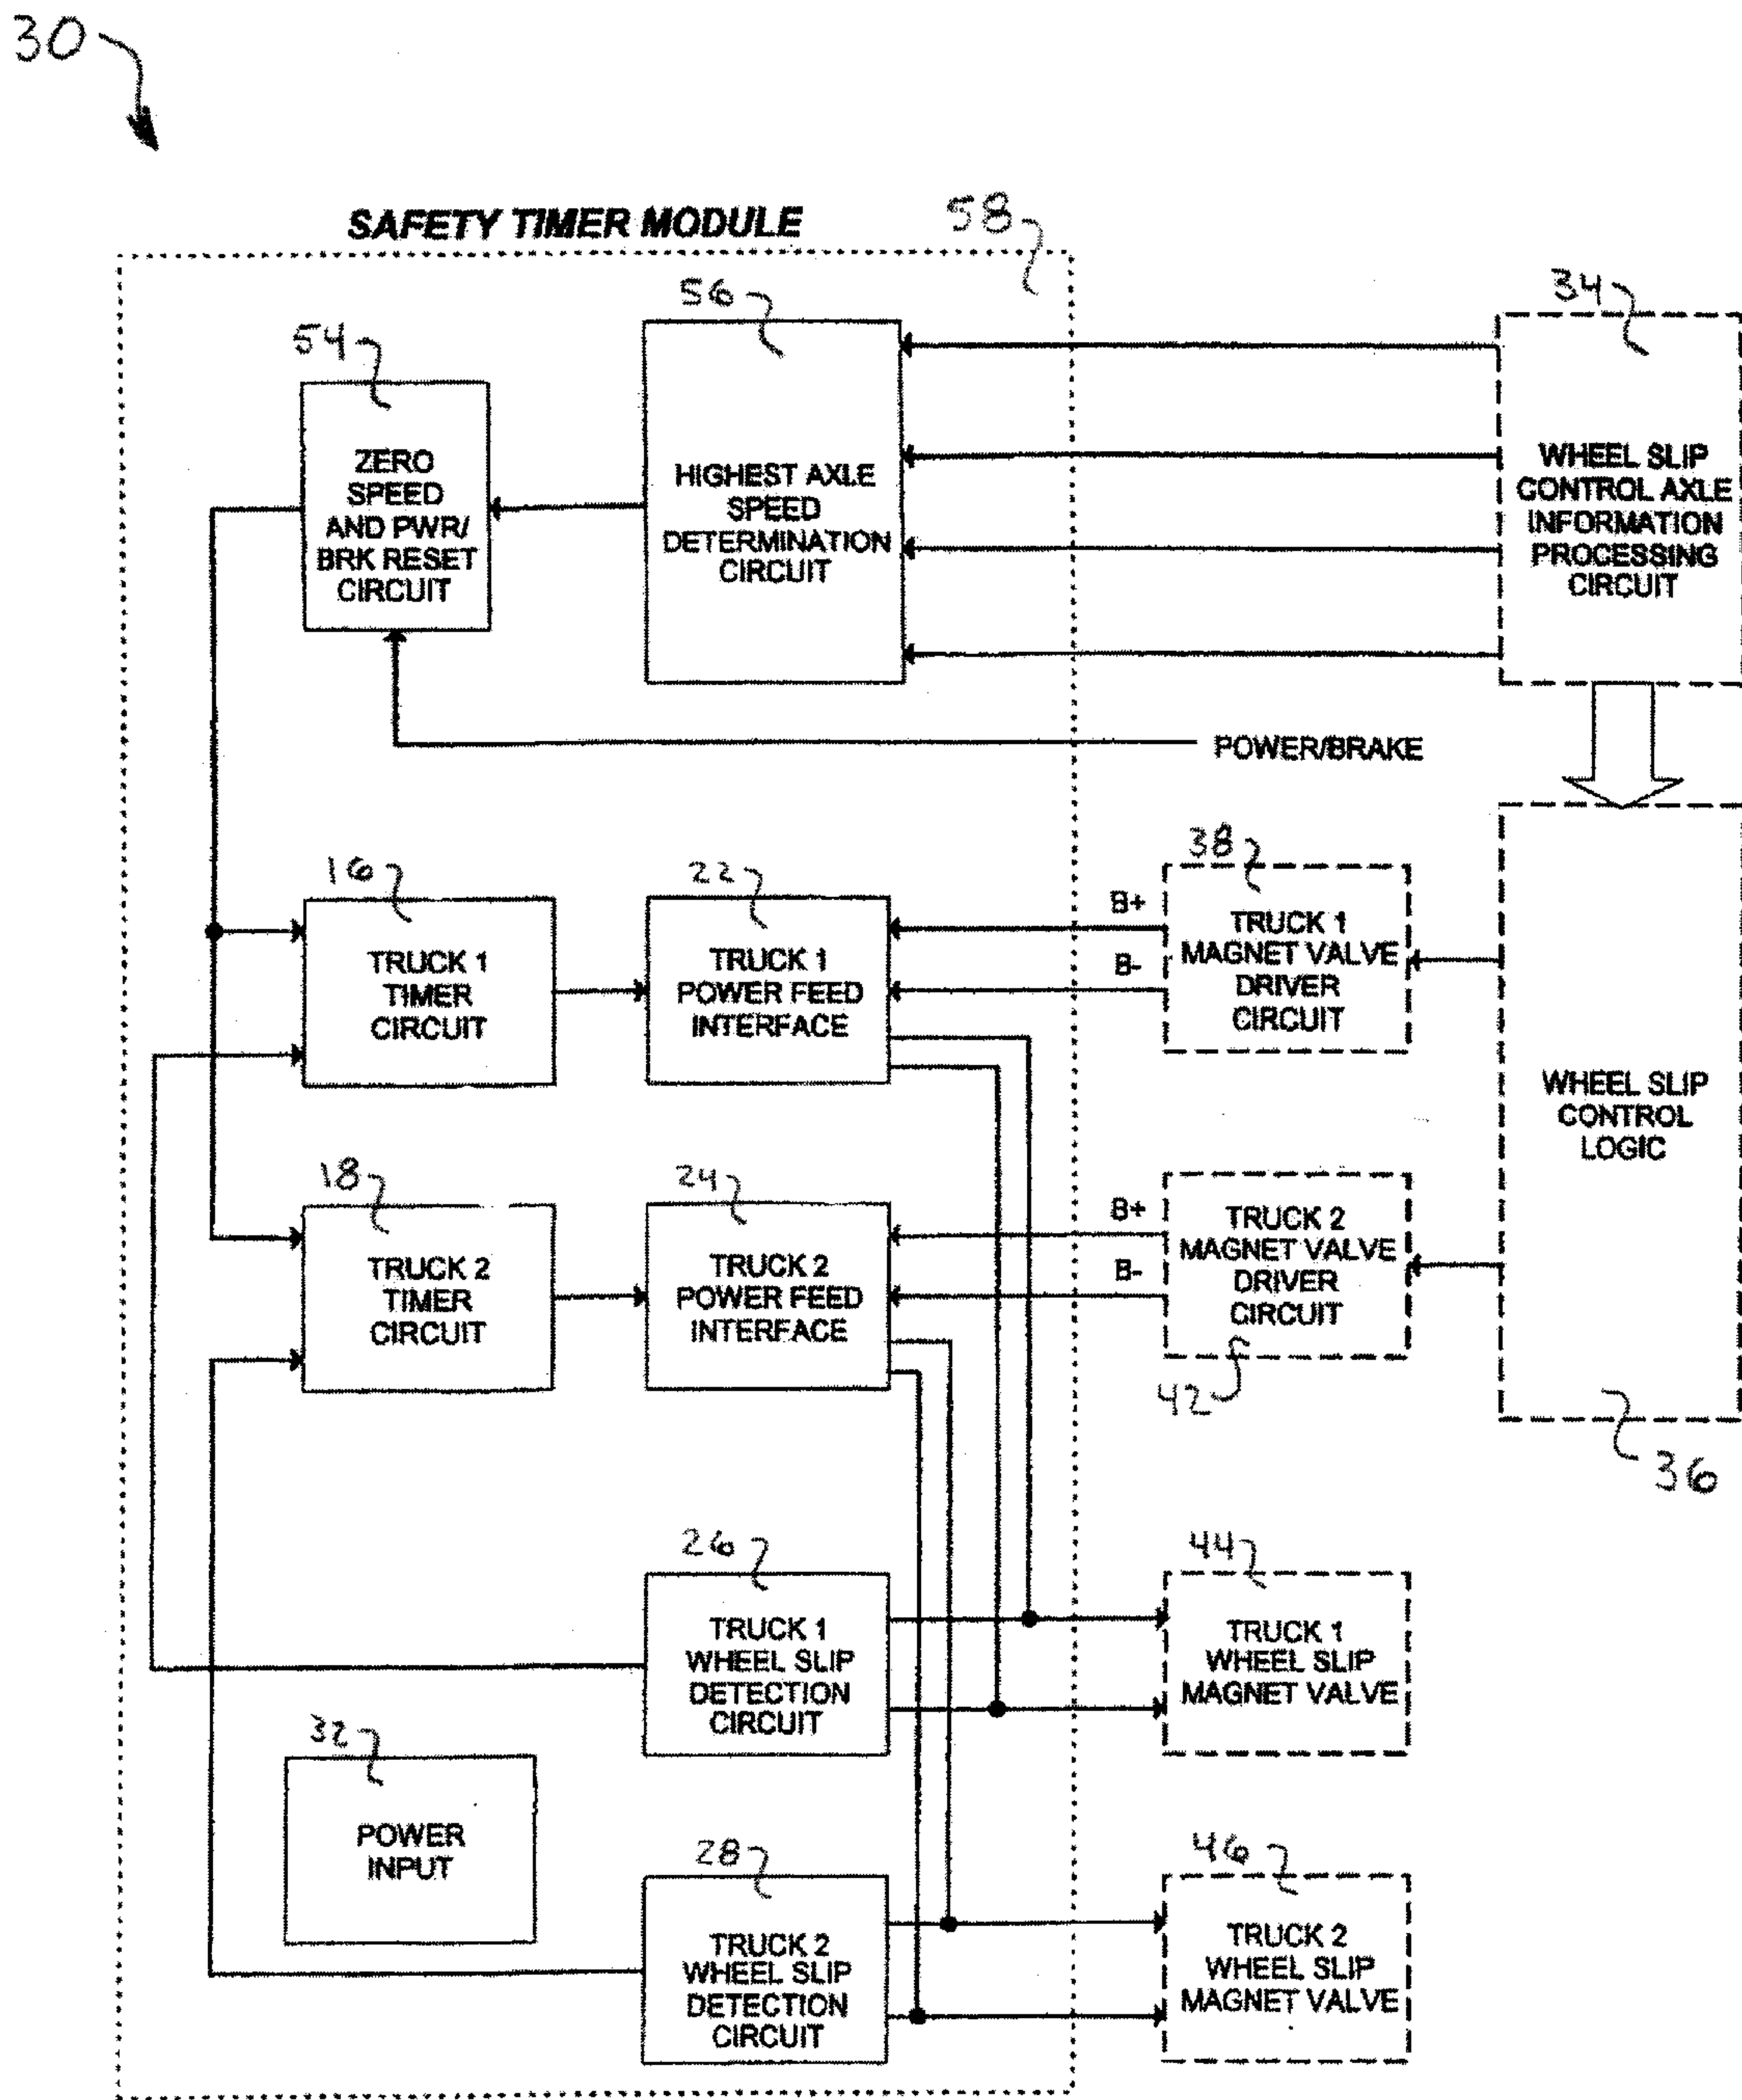 30
SAFETY TIMER MODULE
58
56
34
54
ZERO
SPEED
AND PWR/
BRK RESET
CIRCUIT
HIGHEST AXLE
SPEED
DETERMINATION
CIRCUIT
WHEEL SLIP
CONTROL AXLE
INFORMATION
PROCESSING
CIRCUIT
POWER/BRAKE
16
TRUCK 1
TIMER
CIRCUIT
22
TRUCK 1
POWER FEED
INTERFACE
B+
B-
38
TRUCK 1
MAGNET VALVE
DRIVER
CIRCUIT
WHEEL SLIP
CONTROL
LOGIC
36
18
TRUCK 2
TIMER
CIRCUIT
24
TRUCK 2
POWER FEED
INTERFACE
B+
B-
TRUCK 2
MAGNET VALVE
DRIVER
CIRCUIT
42
26
TRUCK 1
WHEEL SLIP
DETECTION
CIRCUIT
44
TRUCK 1
WHEEL SLIP
MAGNET VALVE
32
POWER
INPUT
28
TRUCK 2
WHEEL SLIP
DETECTION
CIRCUIT
46
TRUCK 2
WHEEL SLIP
MAGNET VALVE